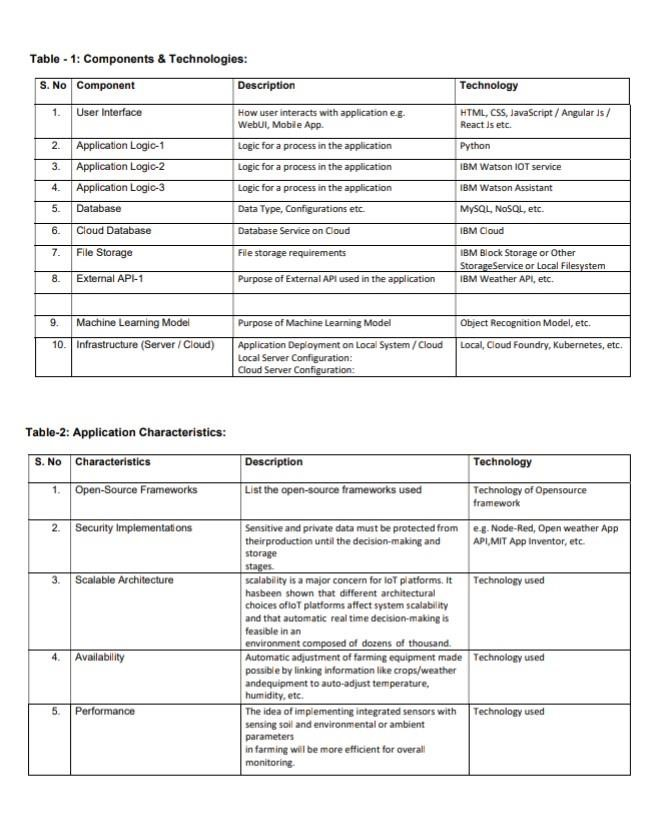 Table - 1: Components & Technologies:
S. No Component Description Technology
1. User Interface How user interacts with application e.g. HTML, CSS, JavaScript / Angular Js /
WebUI, Mobile App. React Js etc.
2. Application Logic-1 Logic for a process in the application Python
3. Application Logic-2 Logic for a process in the application IBM Watson IOT service
4. Application Logic-3 Logic for a process in the application IBM Watson Assistant
5. Database Data Type, Configurations etc. MySQL, NoSQL, etc.
6. Cloud Database Database Service on Cloud IBM Cloud
7. File Storage File storage requirements IBM Block Storage or Other
StorageService or Local Filesystem
8. External API-1 Purpose of External API used in the application IBM Weather API, etc.
9. Machine Learning Model Purpose of Machine Learning Model Object Recognition Model, etc.
10. Infrastructure (Server / Cloud) Application Deployment on Local System / Cloud Local, Cloud Foundry, Kubernetes, etc.
Local Server Configuration:
Cloud Server Configuration:
Table-2: Application Characteristics:
S. No Characteristics Description Technology
1. Open-Source Frameworks List the open-source frameworks used Technology of Opensource
framework
2. Security Implementations Sensitive and private data must be protected from e.g. Node-Red, Open weather App
theirproduction until the decision-making and API,MIT App Inventor, etc.
storage
stages.
3. Scalable Architecture scalability is a major concern for IoT platforms. It Technology used
hasbeen shown that different architectural
choices ofIoT platforms affect system scalability
and that automatic real time decision-making is
feasible in an
environment composed of dozens of thousand.
4. Availability Automatic adjustment of farming equipment made Technology used
possible by linking information like crops/weather
andequipment to auto-adjust temperature,
humidity, etc.
5. Performance The idea of implementing integrated sensors with Technology used
sensing soil and environmental or ambient
parameters
in farming will be more efficient for overall
monitoring.